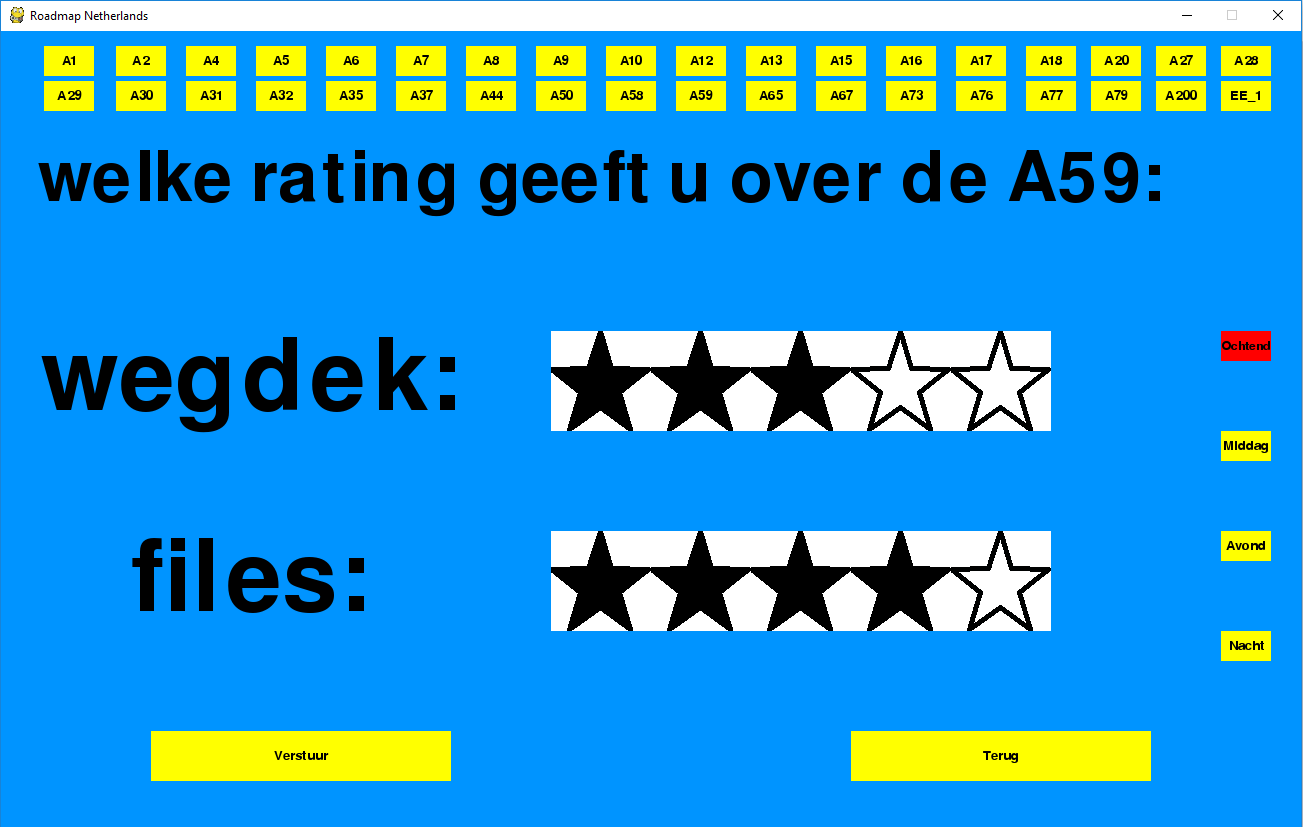 Roadmap Netherlands
A1 A2 A4 A5 A6 A7 A8 A9 A10 A12 A13 A15 A16 A17 A18 A20 A27 A28
A29 A30 A31 A32 A35 A37 A44 A50 A58 A59 A65 A67 A73 A76 A77 A79 A200 EE_1
welke rating geeft u over de A59:
wegdek:
Ochtend
Middag
files:
Avond
Nacht
Verstuur
Terug